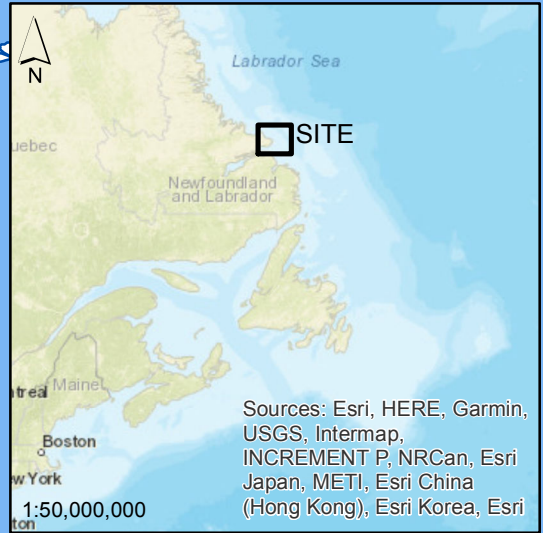 N
Labrador Sea
SITE
uebec
Newfoundland
and Labrador
treal
Maine
Boston
w York
ton
Sources: Esri, HERE, Garmin,
USGS, Intermap,
INCREMENT P, NRCan, Esri
Japan, METI, Esri China
(Hong Kong), Esri Korea, Esri
1:50,000,000